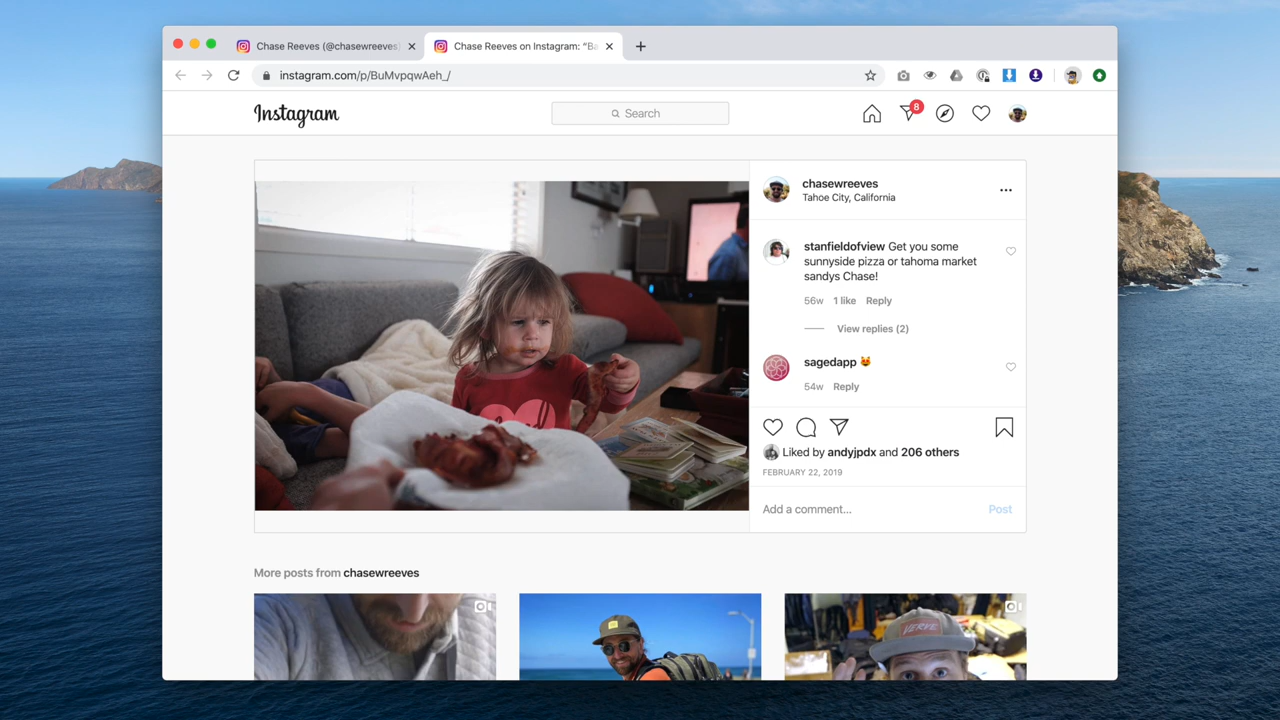 Chase Reeves (@chasewreeves)
Chase Reeves on Instagram: “Ba
instagram.com/p/BuMvpqwAeh_/
Instagram
Search
8
chasewreeves
Tahoe City, California
stanfieldofview Get you some
sunnyside pizza or tahoma market
sandys Chase!
56w 1 like Reply
View replies (2)
sagedapp 😻
54w Reply
Liked by andyjpdx and 206 others
FEBRUARY 22, 2019
Add a comment... Post
More posts from chasewreeves
VERVE